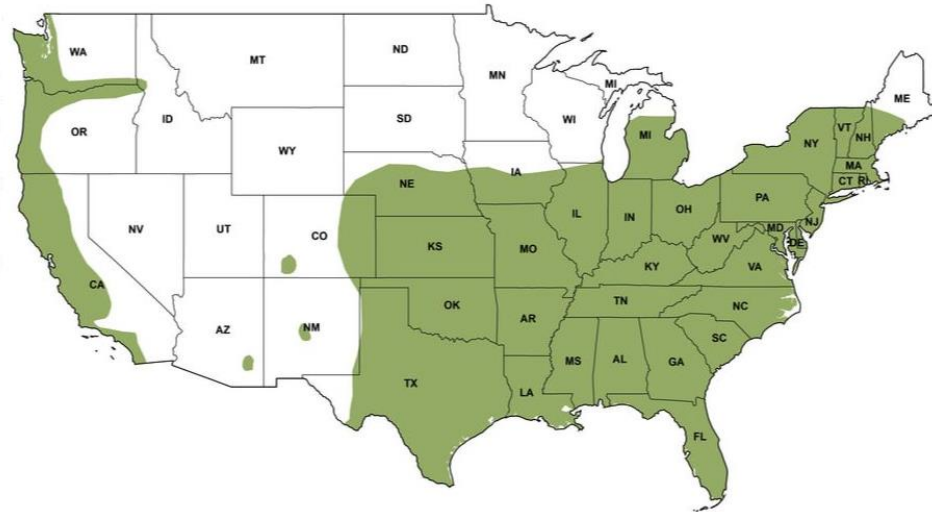 WA
MT
ND
MN
MI
ME
OR
ID
SD
WI
MI
VT
NH
NY
WY
MA
IA
CT RI
NE
PA
NV
UT
CO
IL
IN
OH
NJ
MD
DE
KS
MO
WV
VA
CA
KY
NC
TN
OK
AZ
NM
AR
SC
MS
AL
GA
TX
LA
FL